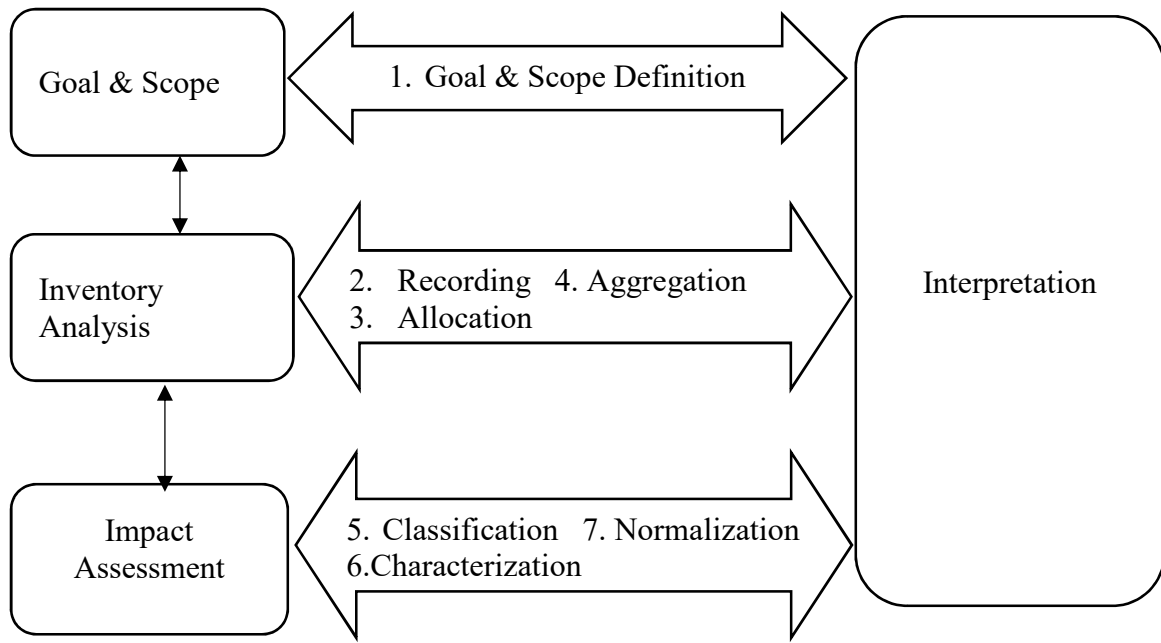 Goal & Scope
1. Goal & Scope Definition
Inventory
Analysis
2. Recording 4. Aggregation
3. Allocation
Interpretation
Impact
Assessment
5. Classification 7. Normalization
6.Characterization